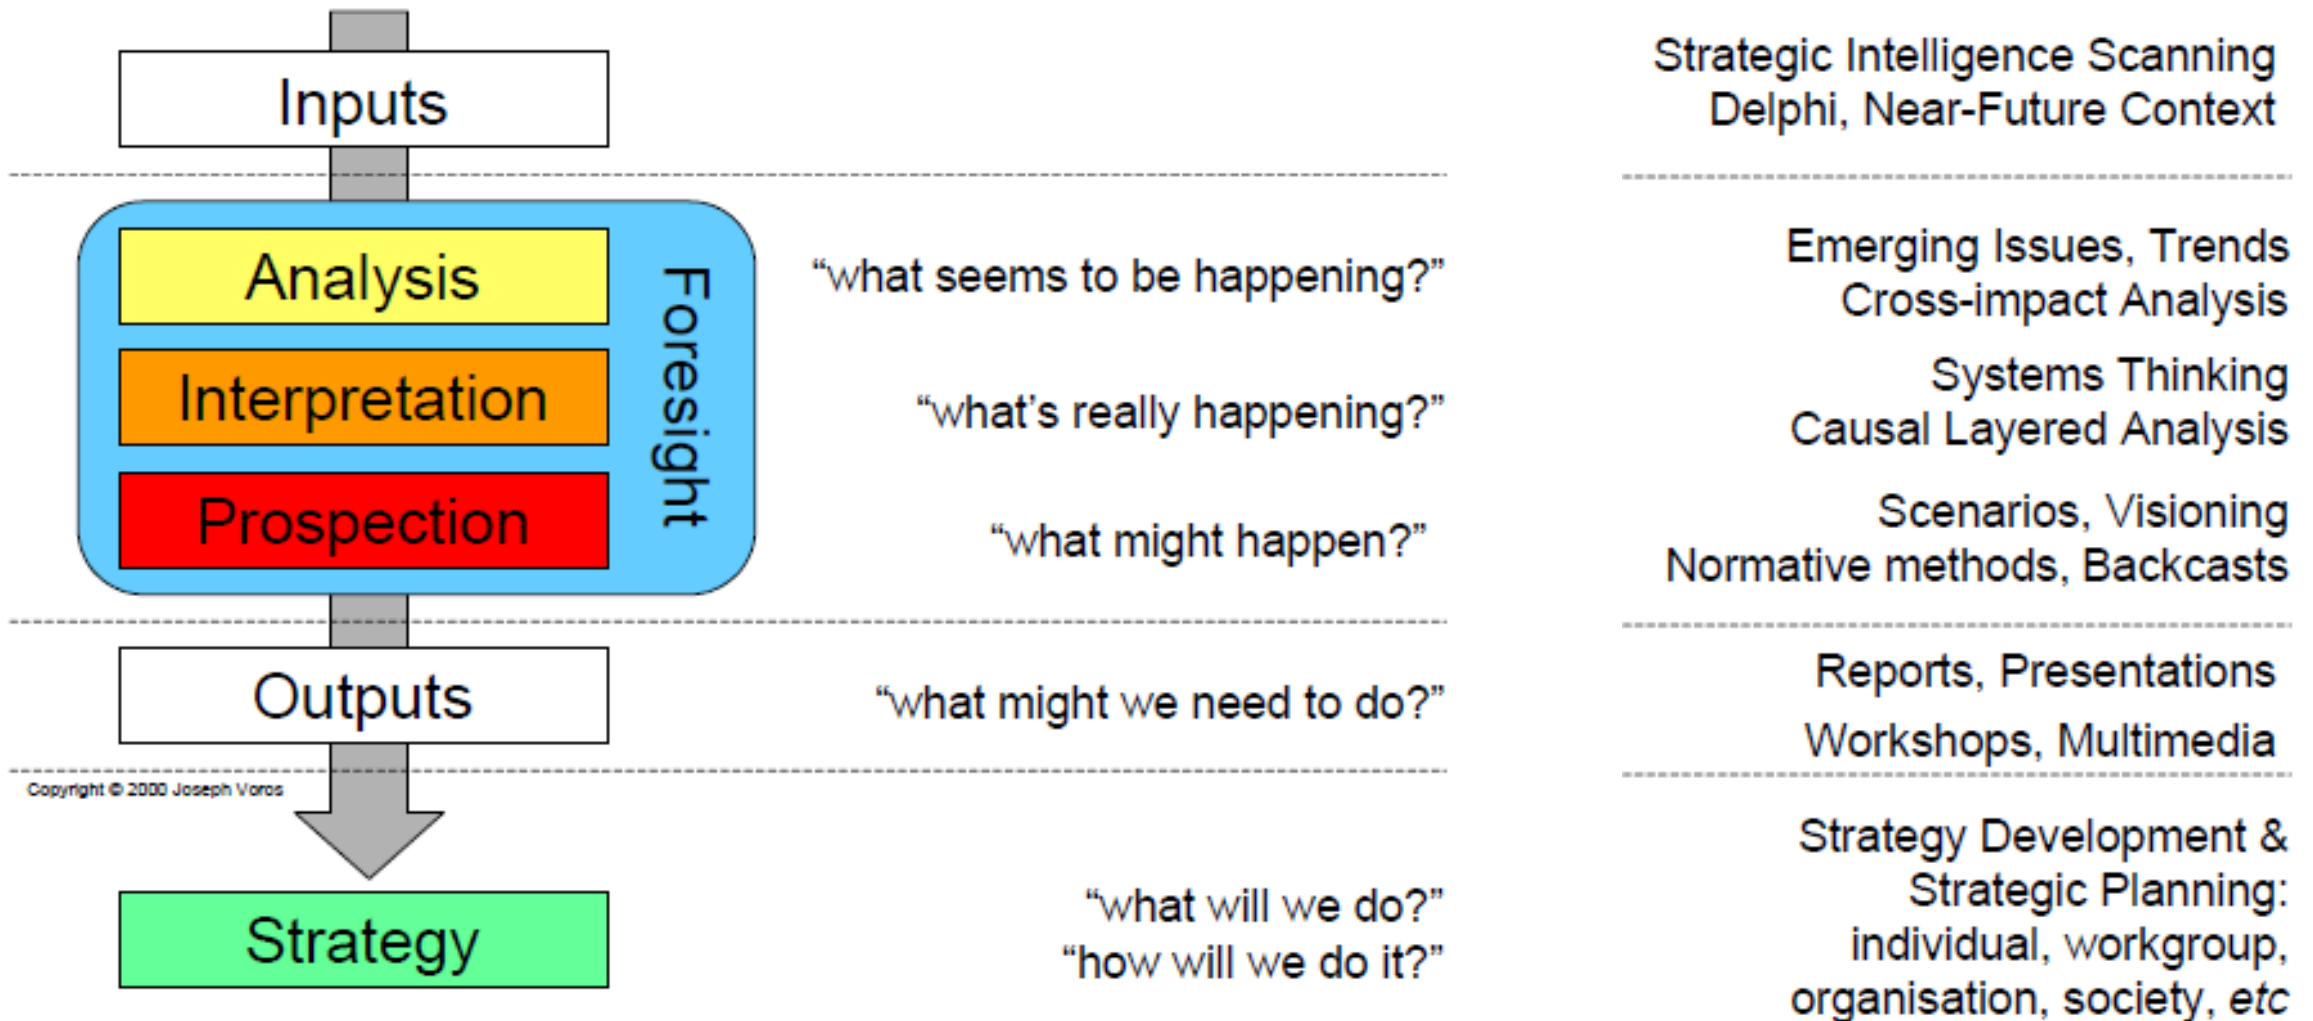 Inputs
Strategic Intelligence Scanning
Delphi, Near-Future Context
Foresight
Analysis
“what seems to be happening?”
Emerging Issues, Trends
Cross-impact Analysis
Interpretation
“what’s really happening?”
Systems Thinking
Causal Layered Analysis
Prospection
“what might happen?”
Scenarios, Visioning
Normative methods, Backcasts
Outputs
“what might we need to do?”
Reports, Presentations
Workshops, Multimedia
Copyright © 2000 Joseph Voros
Strategy
“what will we do?”
“how will we do it?”
Strategy Development &
Strategic Planning:
individual, workgroup,
organisation, society, etc